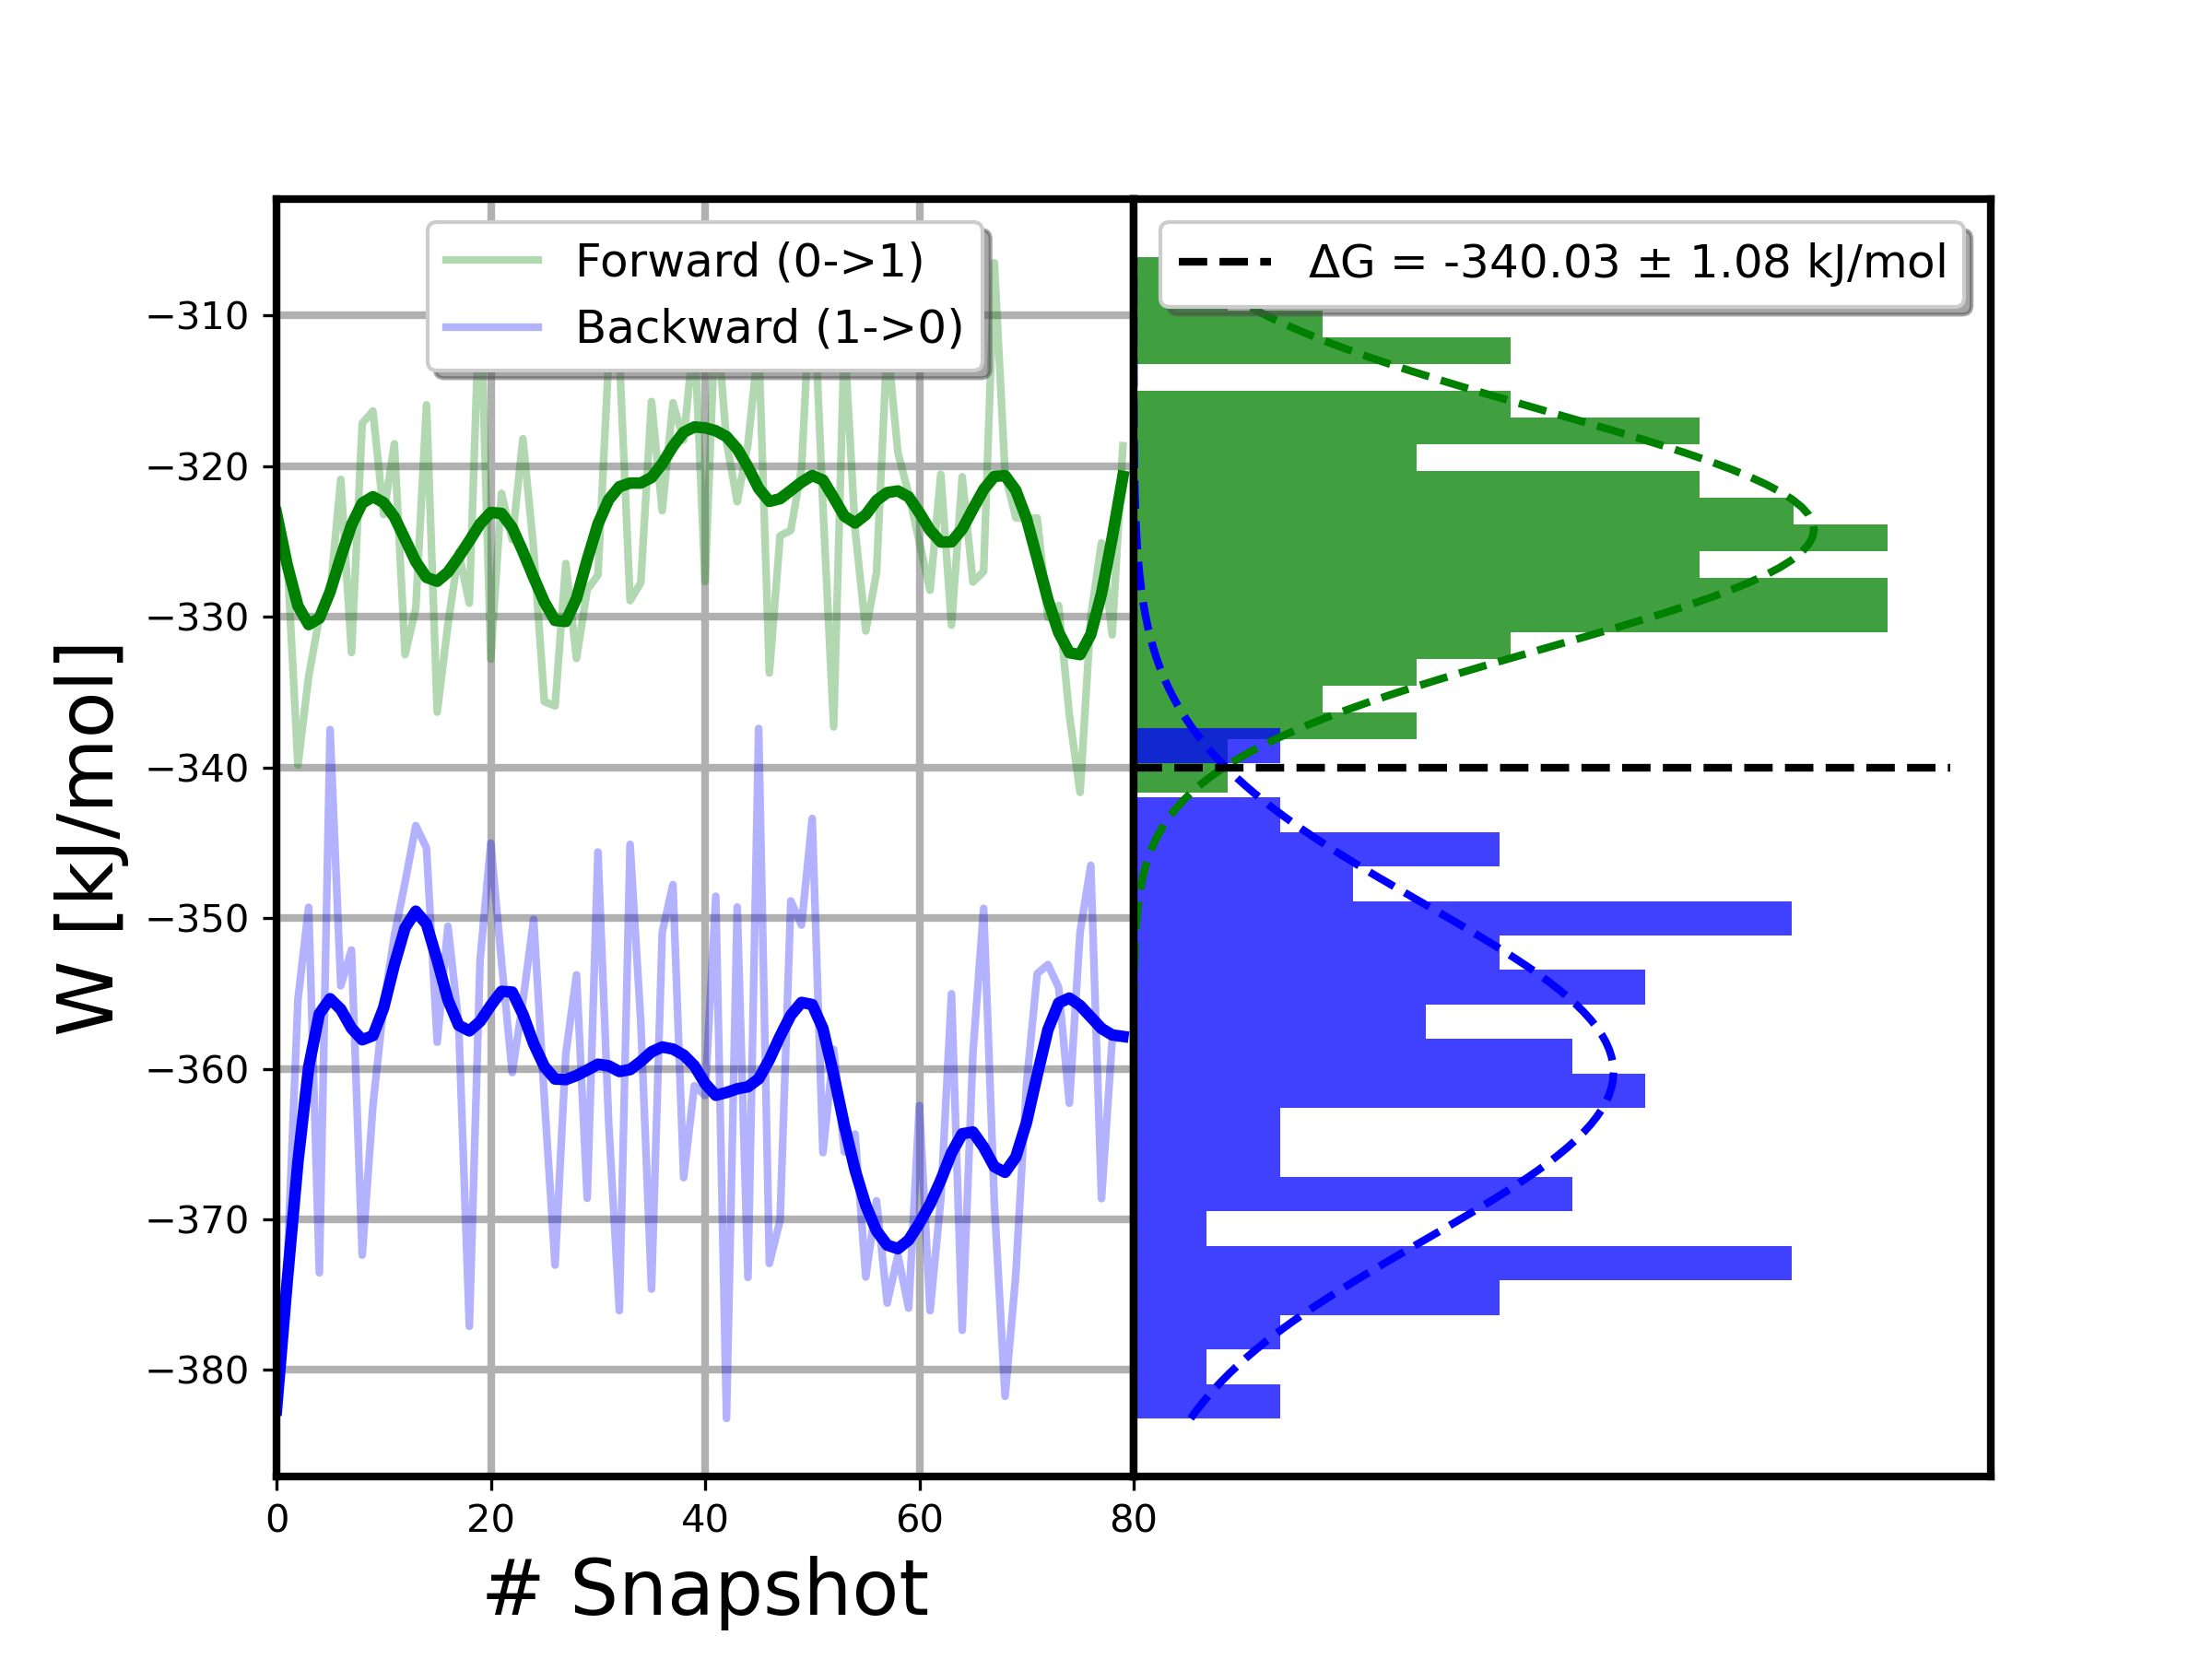 Forward (0->1)
Backward (1->0)
ΔG = -340.03 ± 1.08 kJ/mol
W [kJ/mol]
−310
−320
−330
−340
−350
−360
−370
−380
0 20 40 60 80
# Snapshot